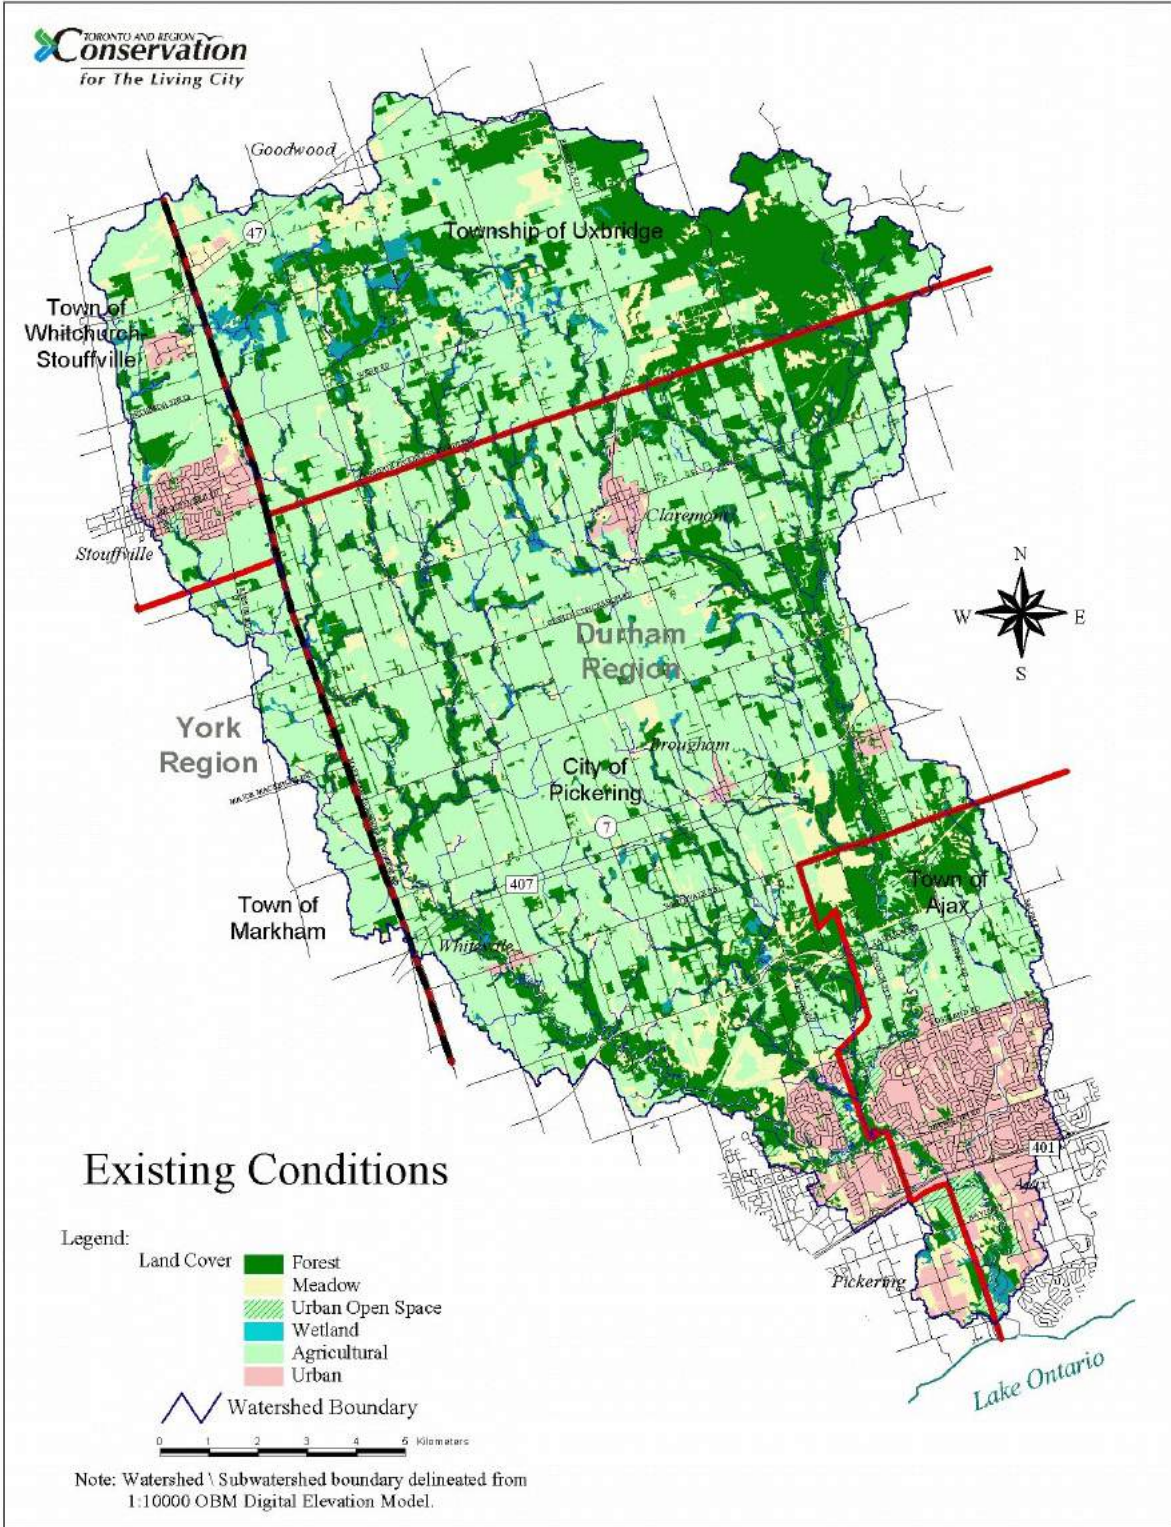 TORONTO AND REGION
Conservation
for The Living City
Goodwood
47
Township of Uxbridge
Town of
Whitchurch-
Stouffville
Claremont
Stouffville
N
W
E
S
Durham
Region
York
Region
Brougham
City of
Pickering
7
407
Town of
Ajax
Town of
Markham
Whitevale
401
Ajax
Pickering
Lake Ontario
Existing Conditions
Legend:
Land Cover
Forest
Meadow
Urban Open Space
Wetland
Agricultural
Urban
Watershed Boundary
0 1 2 3 4 5 Kilometers
Note: Watershed \ Subwatershed boundary delineated from
1:10000 OBM Digital Elevation Model.